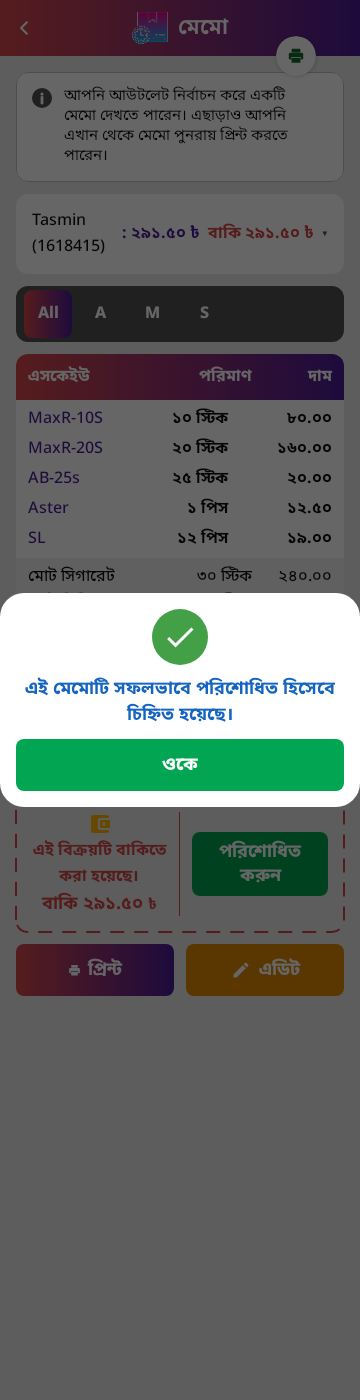 মেমো
আপনি আউটলেট নির্বাচন করে একটি
মেমো দেখতে পারেন। এছাড়াও আপনি
এখান থেকে মেমো পুনরায় প্রিন্ট করতে
পারেন।
Tasmin
(1618415) : ২৯১.৫০ ৳ বাকি ২৯১.৫০ ৳
All A M S
এসকেইউ পরিমাণ দাম
MaxR-10S ১০ স্টিক ৮০.০০
MaxR-20S ২০ স্টিক ১৬০.০০
AB-25s ২৫ স্টিক ২০.০০
Aster ১ পিস ১২.৫০
SL ১২ পিস ১৯.০০
মোট সিগারেট ৩০ স্টিক ২৪০.০০
এই মেমোটি সফলভাবে পরিশোধিত হিসেবে
চিহ্নিত হয়েছে।
ওকে
এই বিক্রয়টি বাকিতে
করা হয়েছে।
বাকি ২৯১.৫০ ৳
পরিশোধিত
করুন
প্রিন্ট এডিট